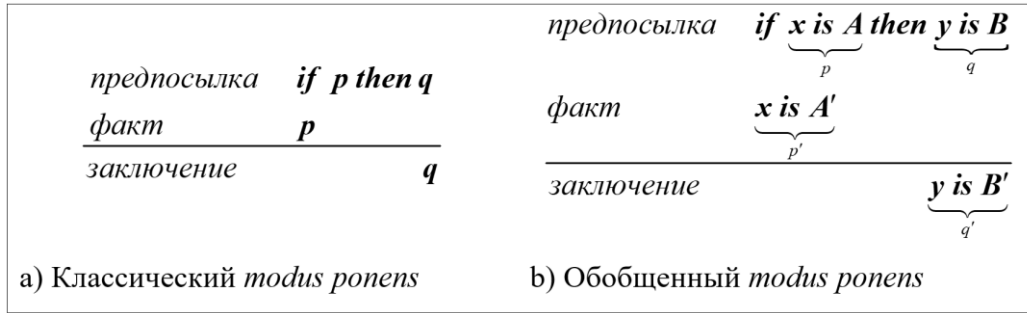 предпосылка if p then q
факт p
заключение q
a) Классический modus ponens
предпосылка if x is A then y is B
p q
факт x is A′
p′
заключение y is B′
q′
b) Обобщенный modus ponens